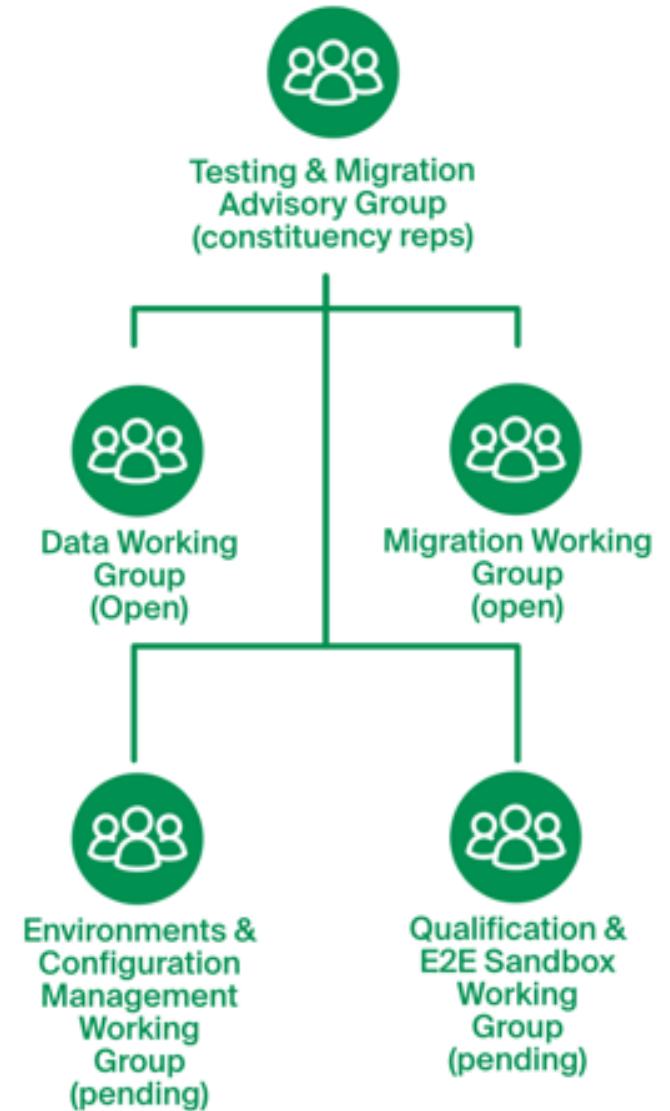 Testing & Migration
Advisory Group
(constituency reps)
Data Working
Group
(Open)
Migration Working
Group
(open)
Environments &
Configuration
Management
Working
Group
(pending)
Qualification &
E2E Sandbox
Working
Group
(pending)